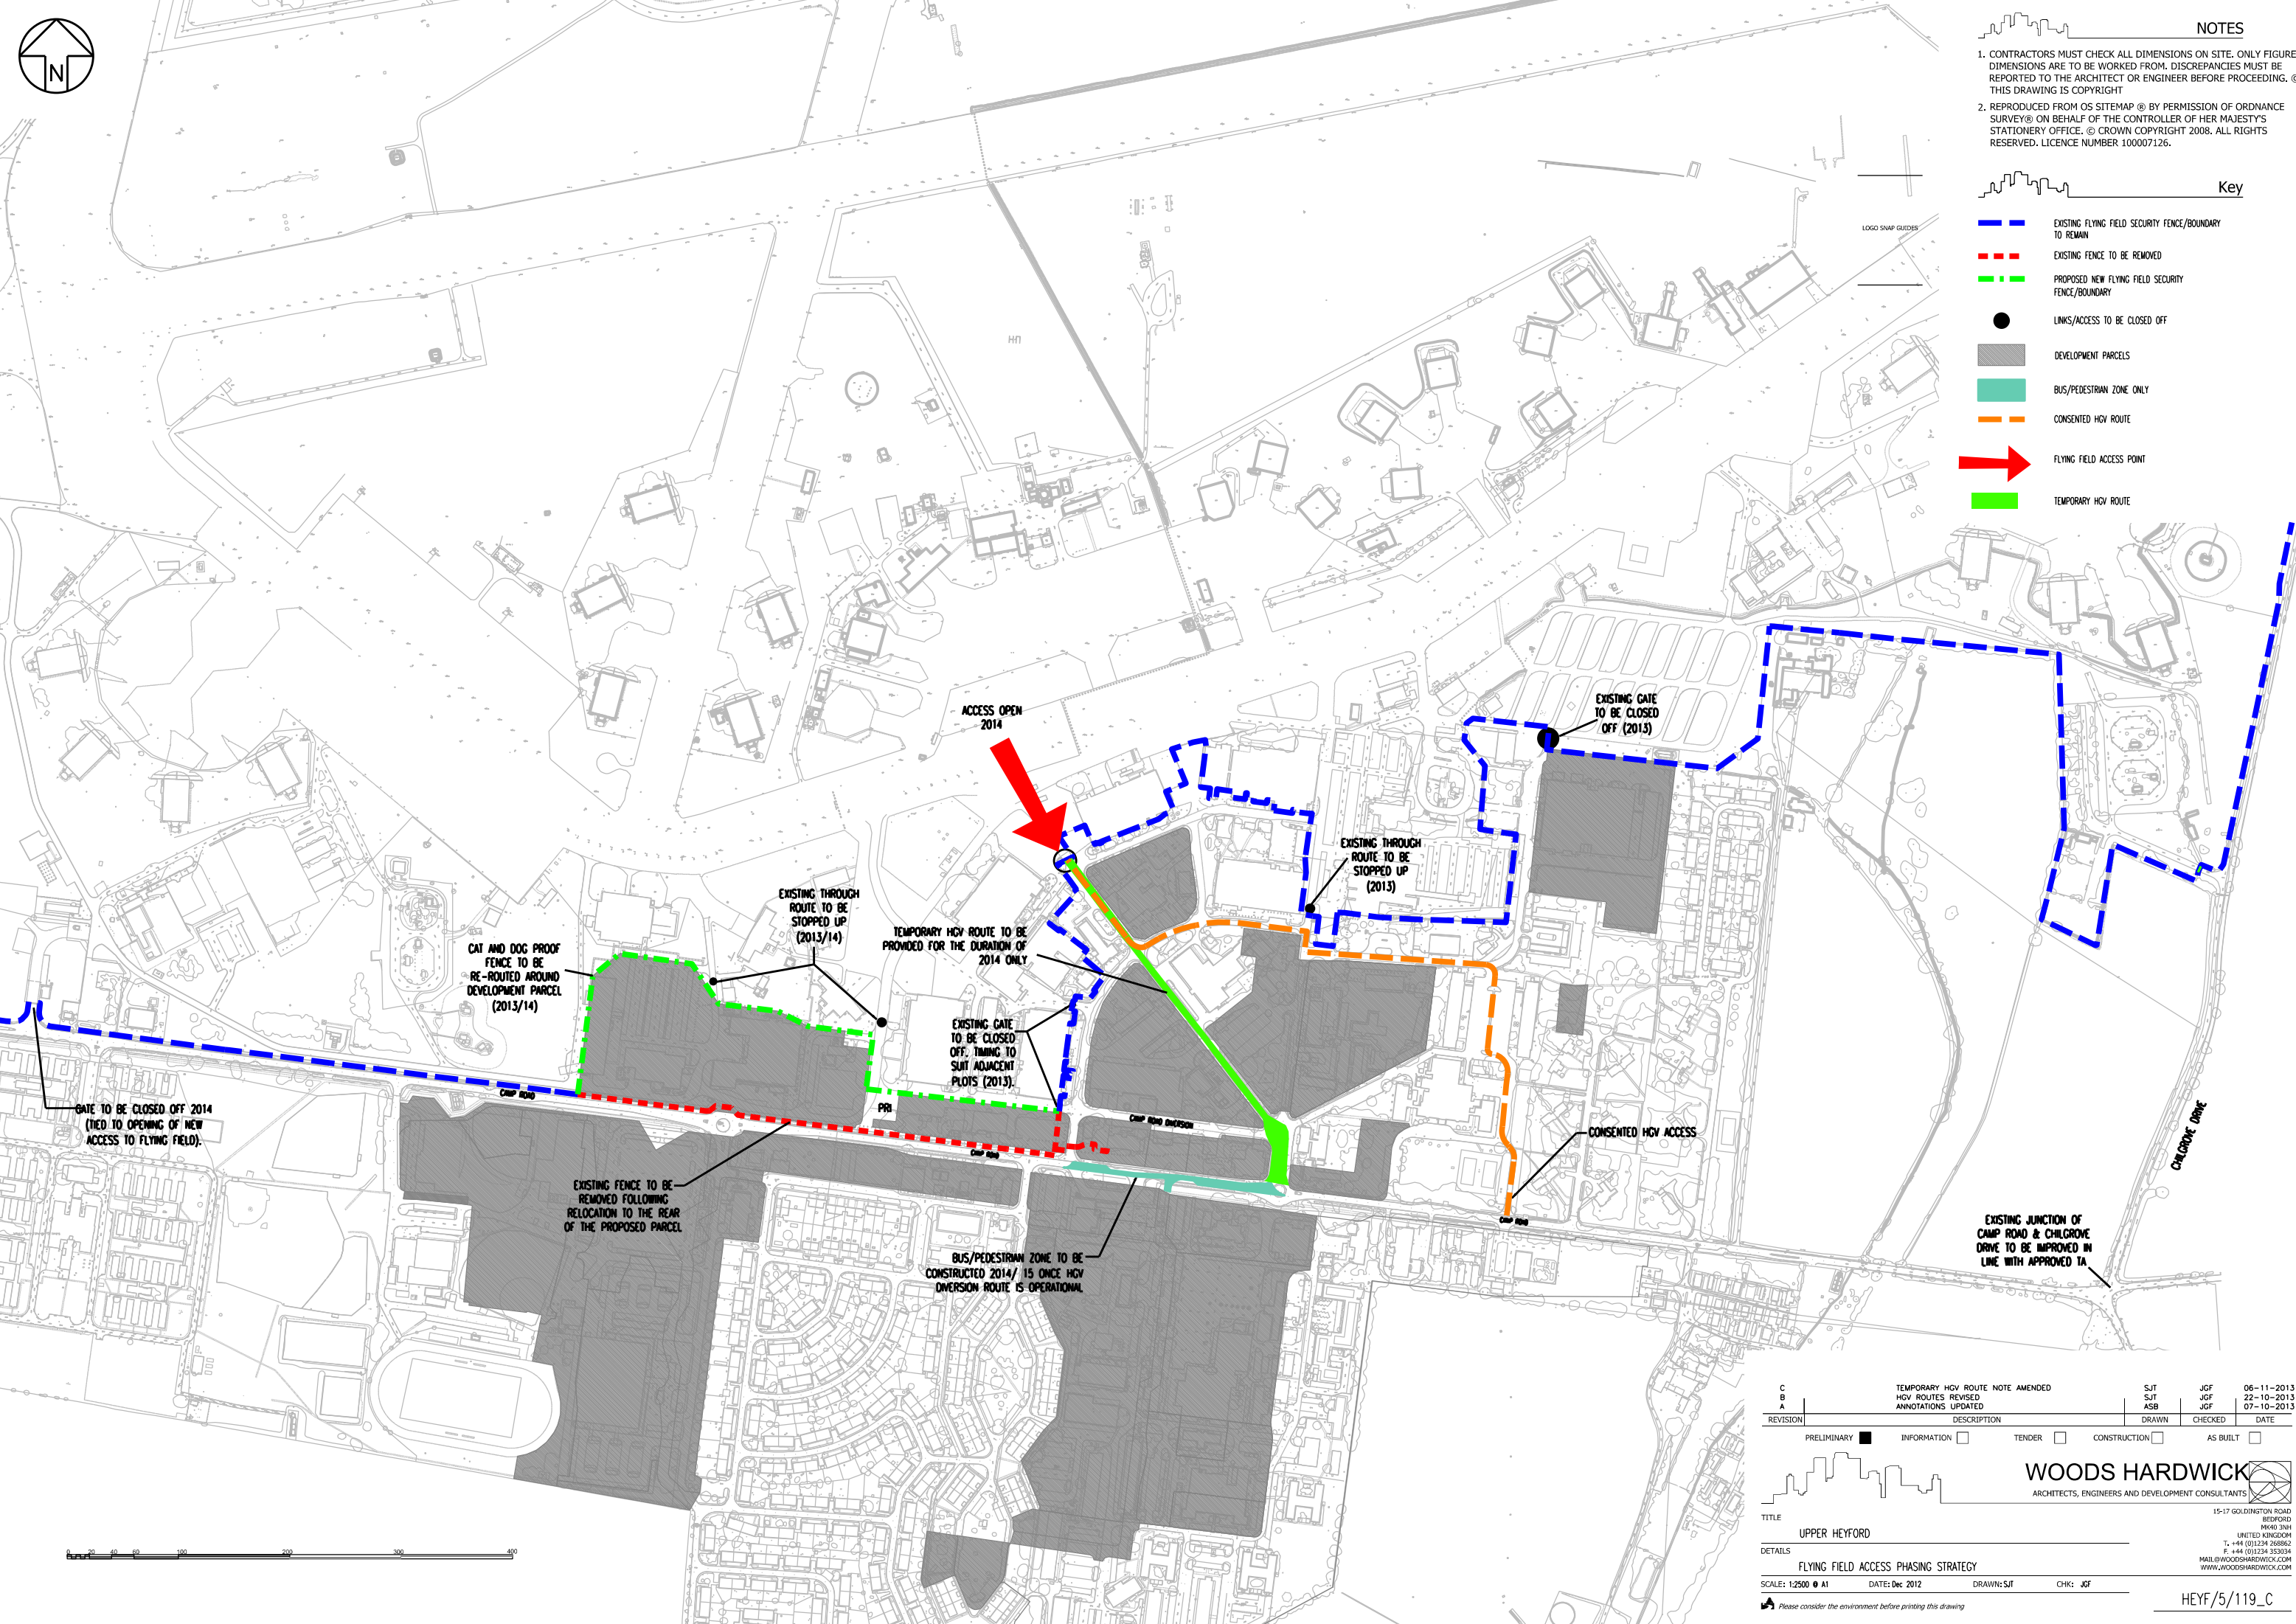 N
NOTES
1. CONTRACTORS MUST CHECK ALL DIMENSIONS ON SITE. ONLY FIGURE
DIMENSIONS ARE TO BE WORKED FROM. DISCREPANCIES MUST BE
REPORTED TO THE ARCHITECT OR ENGINEER BEFORE PROCEEDING. ©
THIS DRAWING IS COPYRIGHT
2. REPRODUCED FROM OS SITEMAP ® BY PERMISSION OF ORDNANCE
SURVEY® ON BEHALF OF THE CONTROLLER OF HER MAJESTY'S
STATIONERY OFFICE. © CROWN COPYRIGHT 2008. ALL RIGHTS
RESERVED. LICENCE NUMBER 100007126.
Key
LOGO SNAP GUIDES
EXISTING FLYING FIELD SECURITY FENCE/BOUNDARY
TO REMAIN
EXISTING FENCE TO BE REMOVED
PROPOSED NEW FLYING FIELD SECURITY
FENCE/BOUNDARY
LINKS/ACCESS TO BE CLOSED OFF
DEVELOPMENT PARCELS
BUS/PEDESTRIAN ZONE ONLY
CONSENTED HGV ROUTE
FLYING FIELD ACCESS POINT
TEMPORARY HGV ROUTE
ACCESS OPEN
2014
EXISTING GATE
TO BE CLOSED
OFF (2013)
EXISTING THROUGH
ROUTE TO BE
STOPPED UP
(2013)
EXISTING THROUGH
ROUTE TO BE
STOPPED UP
(2013/14)
TEMPORARY HGV ROUTE TO BE
PROVIDED FOR THE DURATION OF
2014 ONLY
CAT AND DOG PROOF
FENCE TO BE
RE-ROUTED AROUND
DEVELOPMENT PARCEL
(2013/14)
EXISTING GATE
TO BE CLOSED
OFF. TIMING TO
SUIT ADJACENT
PLOTS (2013).
CAMP ROAD
PRI
GATE TO BE CLOSED OFF 2014
(TIED TO OPENING OF NEW
ACCESS TO FLYING FIELD).
CAMP ROAD DIVERSION
CAMP ROAD
CONSENTED HGV ACCESS
CHILGROVE DRIVE
EXISTING FENCE TO BE
REMOVED FOLLOWING
RELOCATION TO THE REAR
OF THE PROPOSED PARCEL
CAMP ROAD
EXISTING JUNCTION OF
CAMP ROAD & CHILGROVE
DRIVE TO BE IMPROVED IN
LINE WITH APPROVED TA
BUS/PEDESTRIAN ZONE TO BE
CONSTRUCTED 2014/ 15 ONCE HGV
DIVERSION ROUTE IS OPERATIONAL
0 20 40 60 100 200 300 400
C TEMPORARY HGV ROUTE NOTE AMENDED SJT JGF 06-11-2013
B HGV ROUTES REVISED SJT JGF 22-10-2013
A ANNOTATIONS UPDATED ASB JGF 07-10-2013
REVISION DESCRIPTION DRAWN CHECKED DATE
PRELIMINARY INFORMATION TENDER CONSTRUCTION AS BUILT
WOODS HARDWICK
ARCHITECTS, ENGINEERS AND DEVELOPMENT CONSULTANTS
15-17 GOLDINGTON ROAD
BEDFORD
MK40 3NH
UNITED KINGDOM
T. +44 (0)1234 268862
F. +44 (0)1234 353034
MAIL@WOODSHARDWICK.COM
WWW.WOODSHARDWICK.COM
TITLE
UPPER HEYFORD
DETAILS
FLYING FIELD ACCESS PHASING STRATEGY
SCALE: 1:2500 @ A1 DATE: Dec 2012 DRAWN: SJT CHK: JGF
Please consider the environment before printing this drawing
HEYF/5/119_C